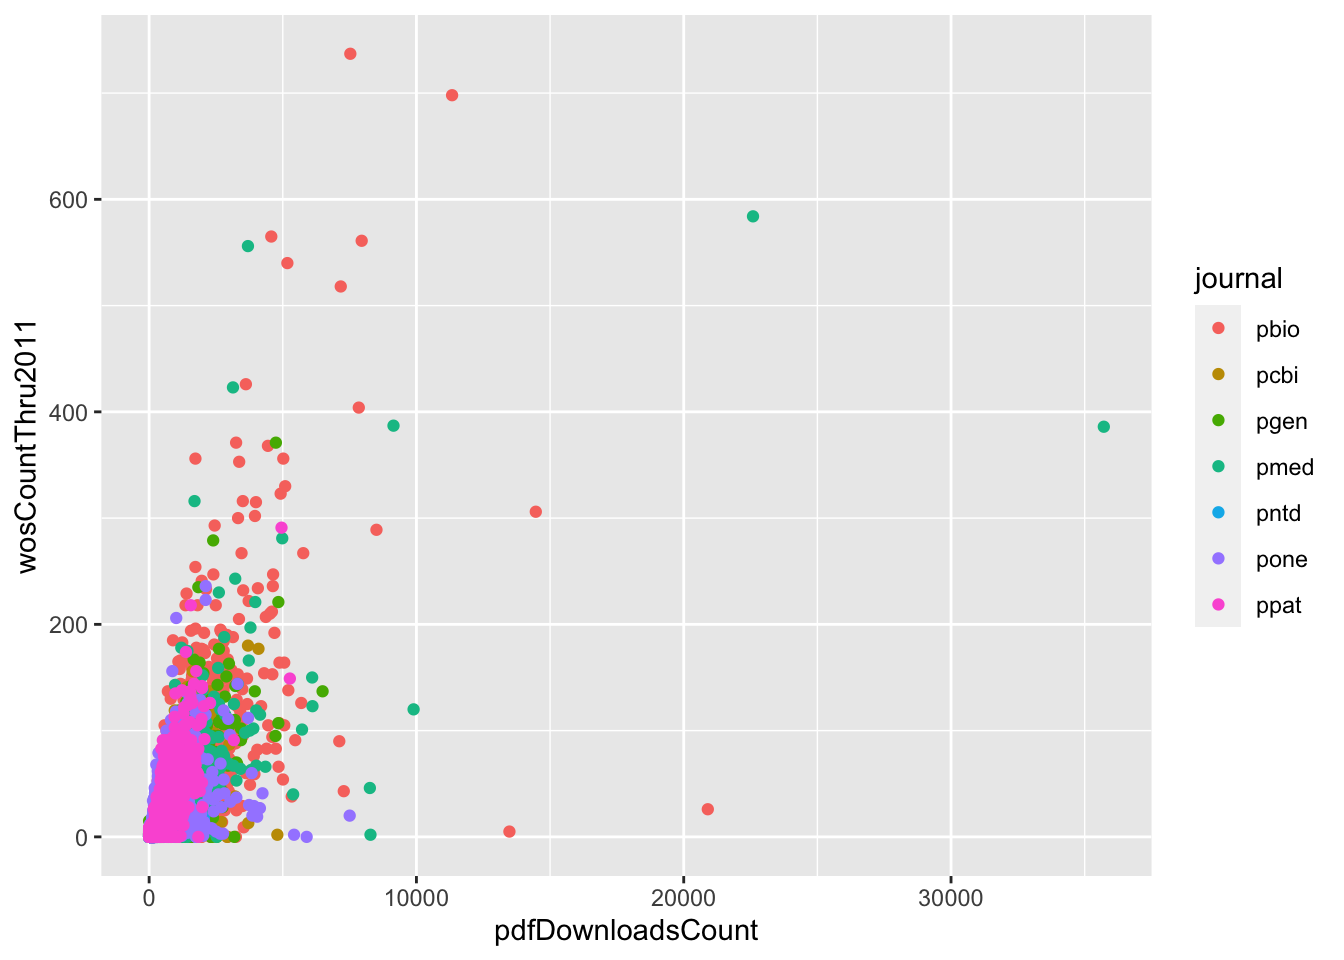 600
400
200
0
wosCountThru2011
0
10000
20000
30000
pdfDownloadsCount
journal
pbio
pcbi
pgen
pmed
pntd
pone
ppat